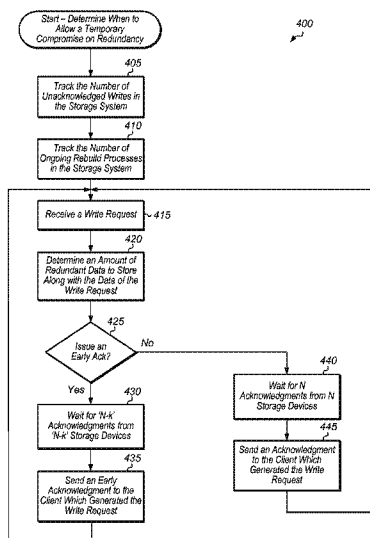 Start – Determine When to
Allow a Temporary
Compromise on Redundancy
400
405
Track the Number of
Unacknowledged Writes in
the Storage System
410
Track the Number of
Ongoing Rebuild Processes
in the Storage System
Receive a Write Request
415
420
Determine an Amount of
Redundant Data to Store
Along with the Data of the
Write Request
425
Issue an
Early Ack?
No
Yes
430
Wait for 'N-k'
Acknowledgments from
'N-k' Storage Devices
435
Send an Early
Acknowledgment to the
Client Which Generated the
Write Request
440
Wait for N
Acknowledgments from N
Storage Devices
445
Send an Acknowledgment
to the Client Which
Generated the Write
Request